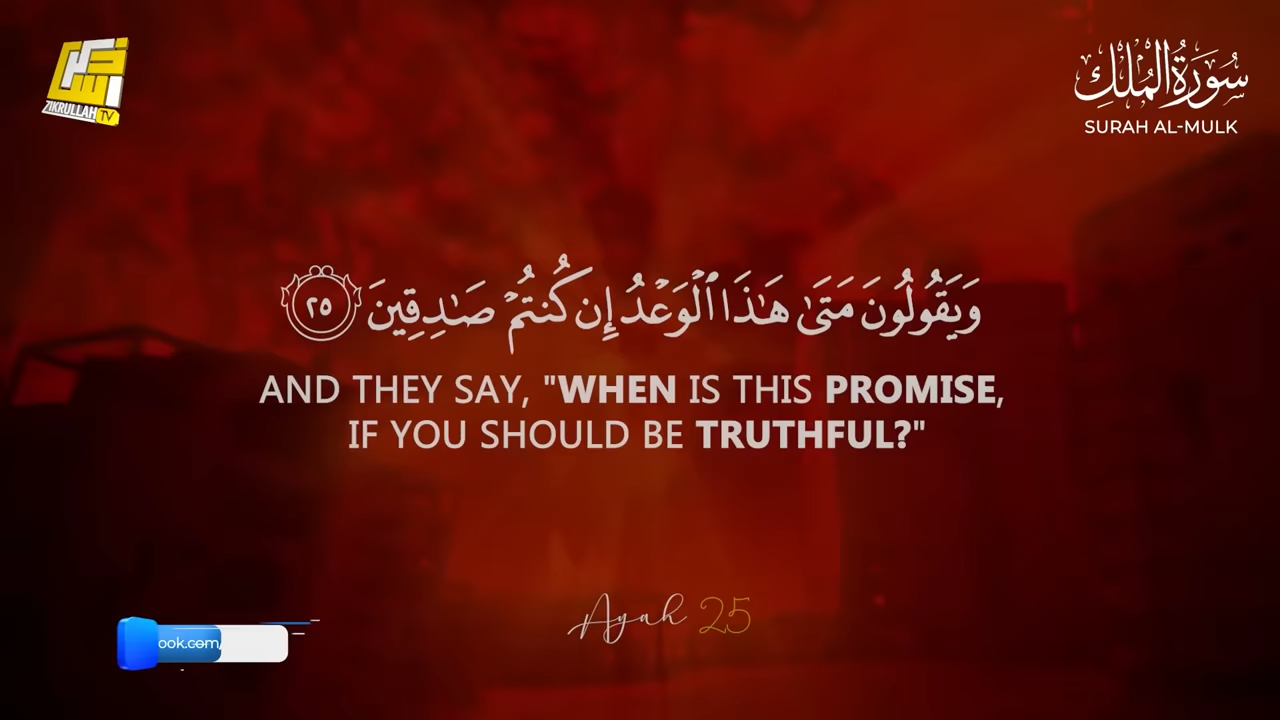 ZIKRULLAH TV
سُورَةُ الْمُلْكِ
SURAH AL-MULK
وَيَقُولُونَ مَتَىٰ هَـٰذَا ٱلْوَعْدُ إِن كُنتُمْ صَـٰدِقِينَ ٢٥
AND THEY SAY, "WHEN IS THIS PROMISE,
IF YOU SHOULD BE TRUTHFUL?"
Ayah 25
ook.com/